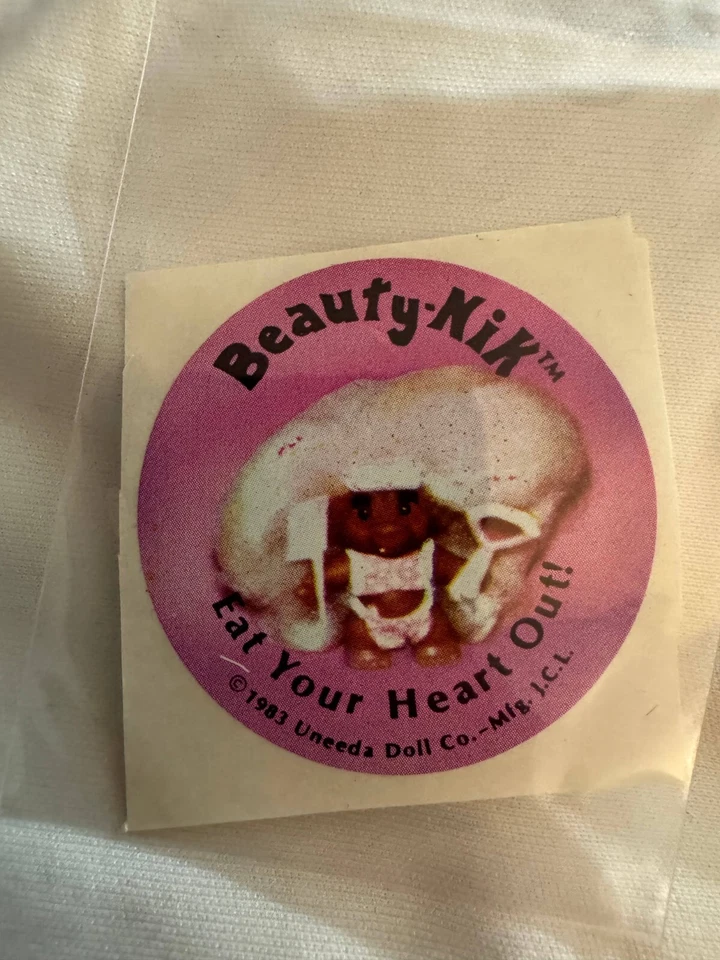 Beauty-Nik™
Eat Your Heart Out!
©1983 Uneeda Doll Co.-Mfg. J.C.L.